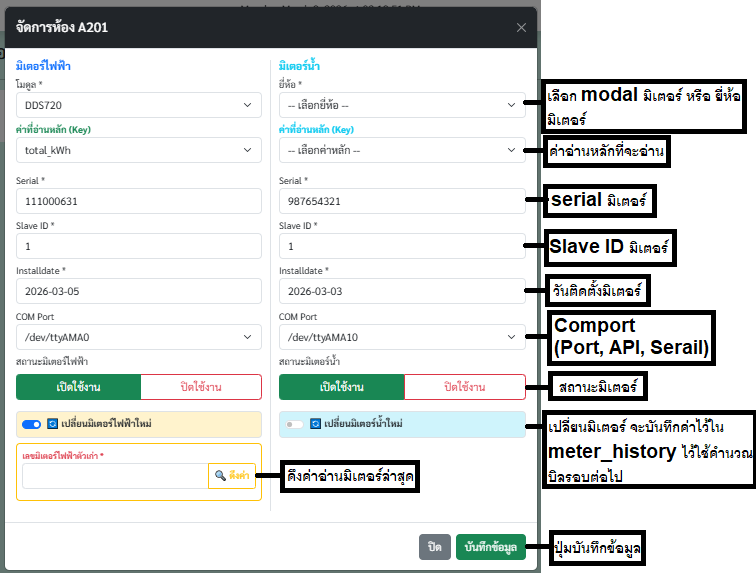 จัดการห้อง A201
มิเตอร์ไฟฟ้า
โมดูล *
DDS720
ค่าที่อ่านหลัก (Key)
total_kWh
Serial *
111000631
Slave ID *
1
Installdate *
2026-03-05
COM Port
/dev/ttyAMA0
สถานะมิเตอร์ไฟฟ้า
เปิดใช้งาน
ปิดใช้งาน
เปลี่ยนมิเตอร์ไฟฟ้าใหม่
เลขมิเตอร์ไฟฟ้าตัวเก่า *
ดึงค่า
มิเตอร์น้ำ
ยี่ห้อ *
-- เลือกยี่ห้อ --
ค่าที่อ่านหลัก (Key)
-- เลือกค่าหลัก --
Serial *
987654321
Slave ID *
1
Installdate *
2026-03-03
COM Port
/dev/ttyAMA10
สถานะมิเตอร์น้ำ
เปิดใช้งาน
ปิดใช้งาน
เปลี่ยนมิเตอร์น้ำใหม่
ปิด
บันทึกข้อมูล
เลือก modal มิเตอร์ หรือ ยี่ห้อ
มิเตอร์
ค่าอ่านหลักที่จะอ่าน
serial มิเตอร์
Slave ID มิเตอร์
วันติดตั้งมิเตอร์
Comport
(Port, API, Serail)
สถานะมิเตอร์
เปลี่ยนมิเตอร์ จะบันทึกค่าไว้ใน
meter_history ไว้ใช้คำนวณ
บิลรอบต่อไป
ดึงค่าอ่านมิเตอร์ล่าสุด
ปุ่มบันทึกข้อมูล